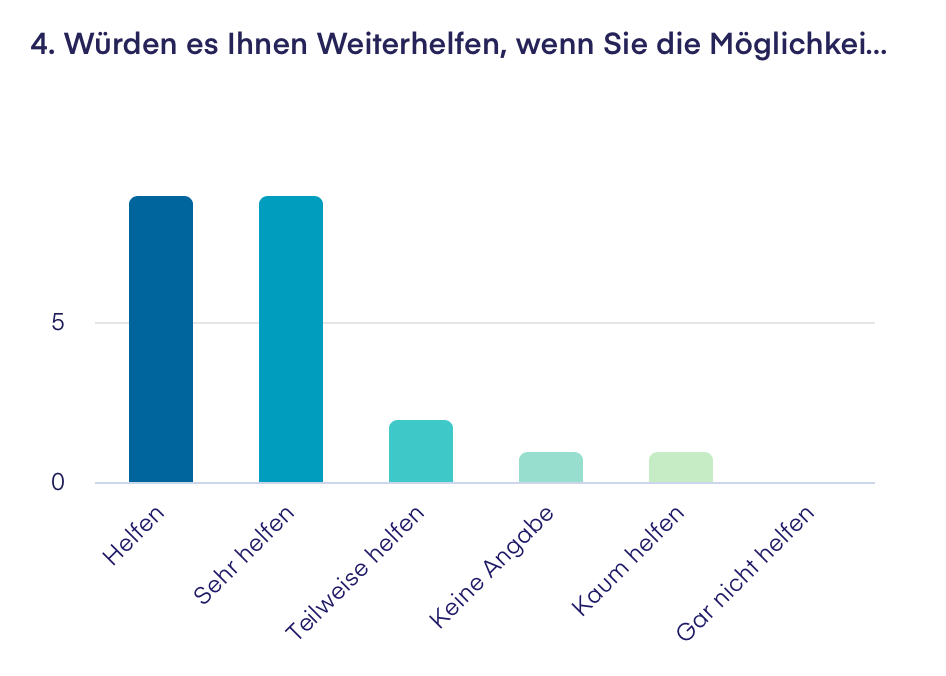 4. Würden es Ihnen Weiterhelfen, wenn Sie die Möglichkei...
5
0
Helfen
Sehr helfen
Teilweise helfen
Keine Angabe
Kaum helfen
Gar nicht helfen